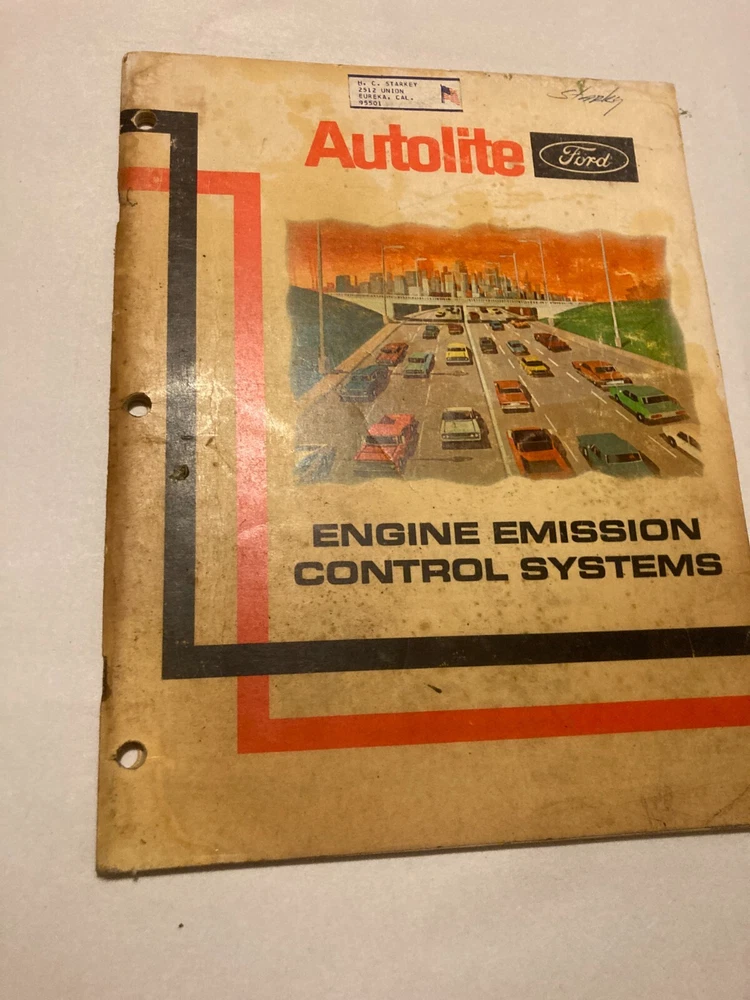 H. C. STARKEY
2512 UNION
EUREKA, CAL.
95501
Starkey
Autolite
Ford
ENGINE EMISSION
CONTROL SYSTEMS